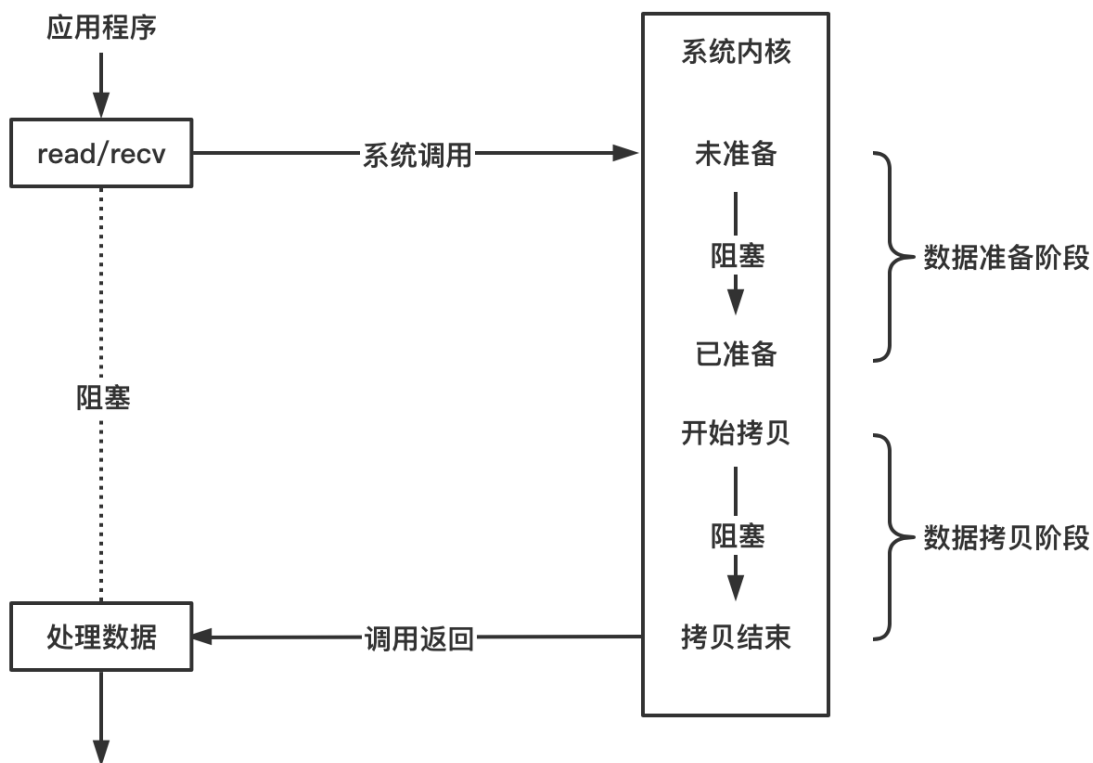 应用程序
系统内核
read/recv
系统调用
未准备
阻塞
数据准备阶段
已准备
阻塞
开始拷贝
阻塞
数据拷贝阶段
处理数据
调用返回
拷贝结束